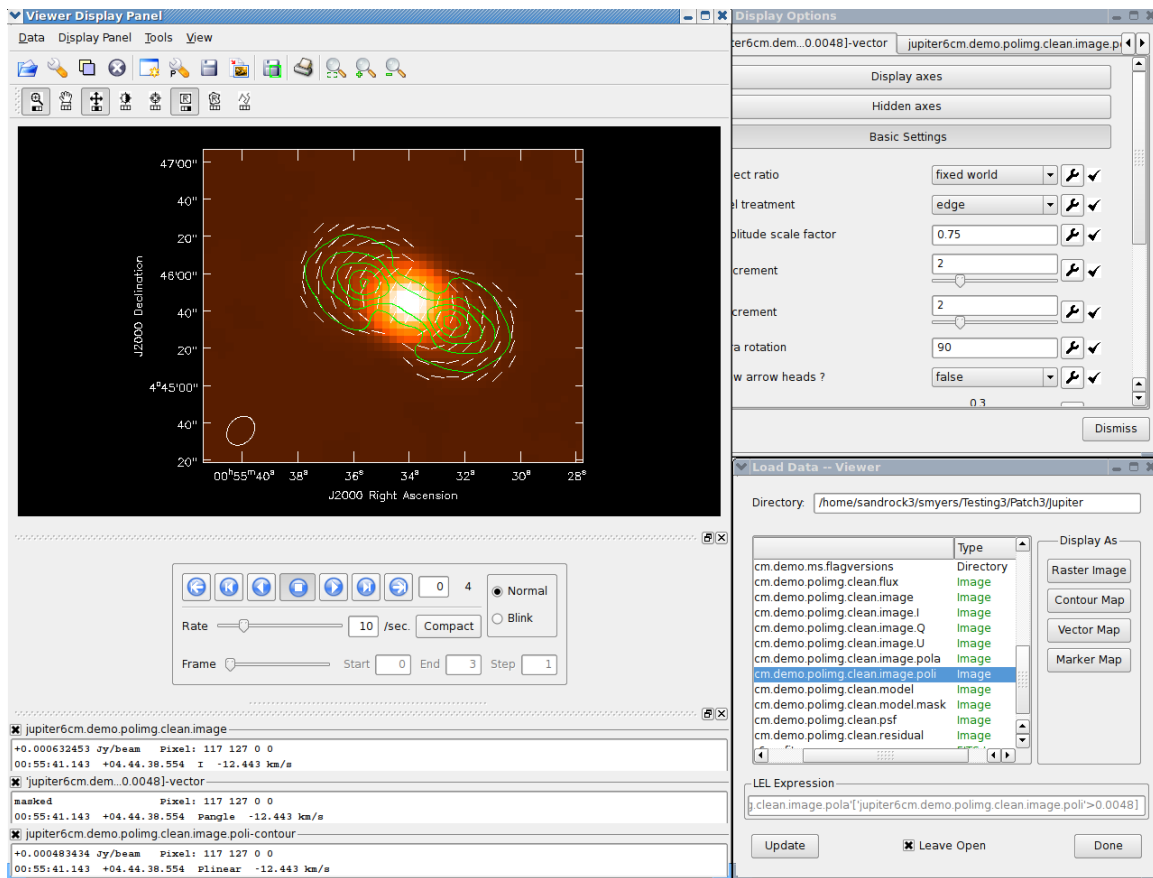 Viewer Display Panel
Data Display Panel Tools View
47'00"
40"
20"
46'00"
40"
20"
4°45'00"
40"
20"
J2000 Declination
00h55m40s 38s 36s 34s 32s 30s 28s
J2000 Right Ascension
0 4
Normal
Blink
Rate 10 /sec. Compact
Frame Start 0 End 3 Step 1
jupiter6cm.demo.polimg.clean.image
+0.000632453 Jy/beam Pixel: 117 127 0 0
00:55:41.143 +04.44.38.554 I -12.443 km/s
'jupiter6cm.dem...0.0048]-vector
masked Pixel: 117 127 0 0
00:55:41.143 +04.44.38.554 Pangle -12.443 km/s
jupiter6cm.demo.polimg.clean.image.poli-contour
+0.000483434 Jy/beam Pixel: 117 127 0 0
00:55:41.143 +04.44.38.554 Plinear -12.443 km/s
Display Options
ter6cm.dem...0.0048]-vector jupiter6cm.demo.polimg.clean.image.p
Display axes
Hidden axes
Basic Settings
ect ratio fixed world
el treatment edge
plitude scale factor 0.75
crement 2
crement 2
ra rotation 90
w arrow heads ? false
0.3
Dismiss
Load Data -- Viewer
Directory: /home/sandrock3/smyers/Testing3/Patch3/Jupiter
Type
cm.demo.ms.flagversions Directory
cm.demo.polimg.clean.flux Image
cm.demo.polimg.clean.image Image
cm.demo.polimg.clean.image.I Image
cm.demo.polimg.clean.image.Q Image
cm.demo.polimg.clean.image.U Image
cm.demo.polimg.clean.image.pola Image
cm.demo.polimg.clean.image.poli Image
cm.demo.polimg.clean.model Image
cm.demo.polimg.clean.model.mask Image
cm.demo.polimg.clean.psf Image
cm.demo.polimg.clean.residual Image
Display As
Raster Image
Contour Map
Vector Map
Marker Map
LEL Expression
g.clean.image.pola'['jupiter6cm.demo.polimg.clean.image.poli'>0.0048]
Update Leave Open Done